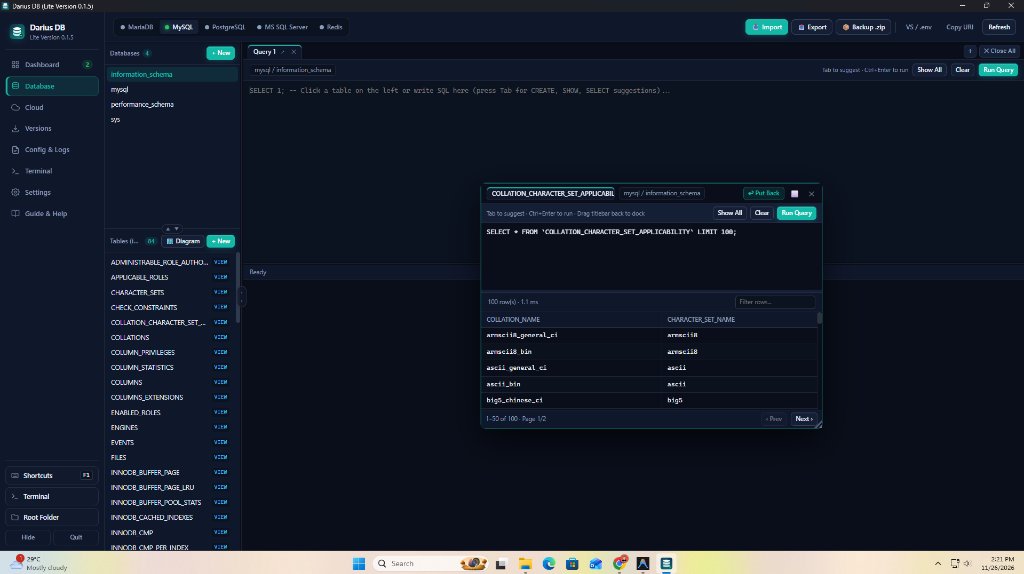 Darius DB (Lite Version 0.1.5)
Darius DB
Lite Version 0.1.5
Dashboard 2
Database
Cloud
Versions
Config & Logs
Terminal
Settings
Guide & Help
Shortcuts F1
Terminal
Root Folder
Hide Quit
MariaDB MySQL PostgreSQL MS SQL Server Redis
Import Export Backup .zip VS / .env Copy URI Refresh
Databases 4 + New
information_schema
mysql
performance_schema
sys
Tables (i... 84 Diagram + New
ADMINISTRABLE_ROLE_AUTHO... VIEW
APPLICABLE_ROLES VIEW
CHARACTER_SETS VIEW
CHECK_CONSTRAINTS VIEW
COLLATION_CHARACTER_SET_... VIEW
COLLATIONS VIEW
COLUMN_PRIVILEGES VIEW
COLUMN_STATISTICS VIEW
COLUMNS VIEW
COLUMNS_EXTENSIONS VIEW
ENABLED_ROLES VIEW
ENGINES VIEW
EVENTS VIEW
FILES VIEW
INNODB_BUFFER_PAGE VIEW
INNODB_BUFFER_PAGE_LRU VIEW
INNODB_BUFFER_POOL_STATS VIEW
INNODB_CACHED_INDEXES VIEW
INNODB_CMP VIEW
INNODB_CMP_PER_INDEX VIEW
Query 1 × + × Close All
mysql / information_schema Tab to suggest · Ctrl+Enter to run Show All Clear Run Query
SELECT 1; -- Click a table on the left or write SQL here (press Tab for CREATE, SHOW, SELECT suggestions)...
Ready
COLLATION_CHARACTER_SET_APPLICABIL mysql / information_schema Put Back ×
Tab to suggest · Ctrl+Enter to run · Drag titlebar back to dock Show All Clear Run Query
SELECT * FROM `COLLATION_CHARACTER_SET_APPLICABILITY` LIMIT 100;
100 row(s) · 1.1 ms Filter rows...
COLLATION_NAME CHARACTER_SET_NAME
armscii8_general_ci armscii8
armscii8_bin armscii8
ascii_general_ci ascii
ascii_bin ascii
big5_chinese_ci big5
1-50 of 100 · Page 1/2 ‹ Prev Next ›
29°C
Mostly cloudy
Search
2:21 PM
11/26/2026